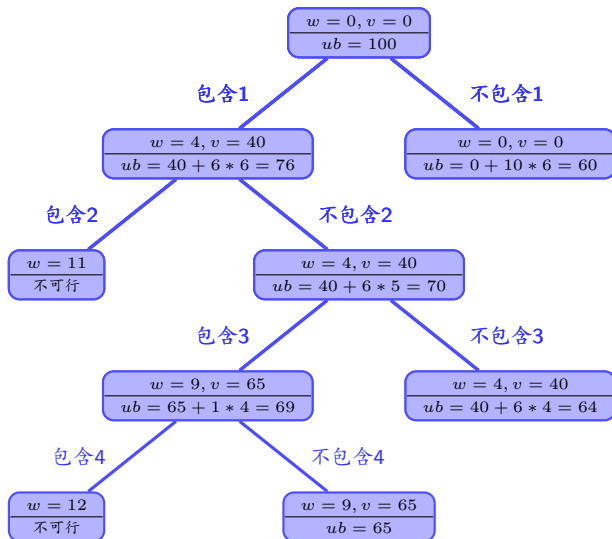 w = 0, v = 0
ub = 100
包含1
不包含1
w = 4, v = 40
ub = 40 + 6 * 6 = 76
w = 0, v = 0
ub = 0 + 10 * 6 = 60
包含2
不包含2
w = 11
不可行
w = 4, v = 40
ub = 40 + 6 * 5 = 70
包含3
不包含3
w = 9, v = 65
ub = 65 + 1 * 4 = 69
w = 4, v = 40
ub = 40 + 6 * 4 = 64
包含4
不包含4
w = 12
不可行
w = 9, v = 65
ub = 65